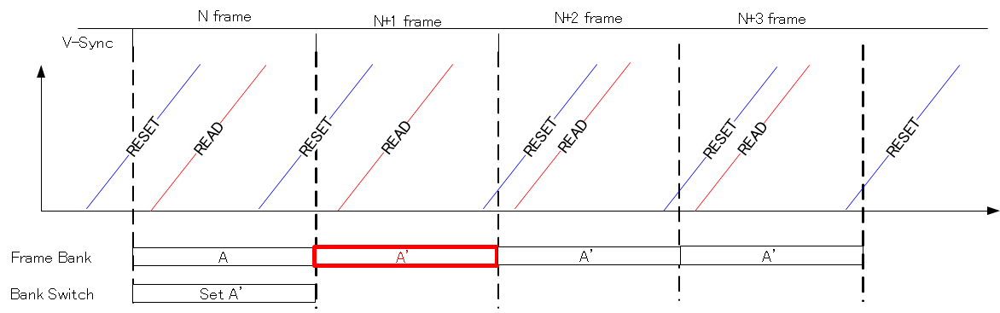 N frame
N+1 frame
N+2 frame
N+3 frame
V-Sync
RESET
READ
RESET
READ
RESET
READ
RESET
READ
RESET
Frame Bank
A
A'
A'
A'
Bank Switch
Set A'